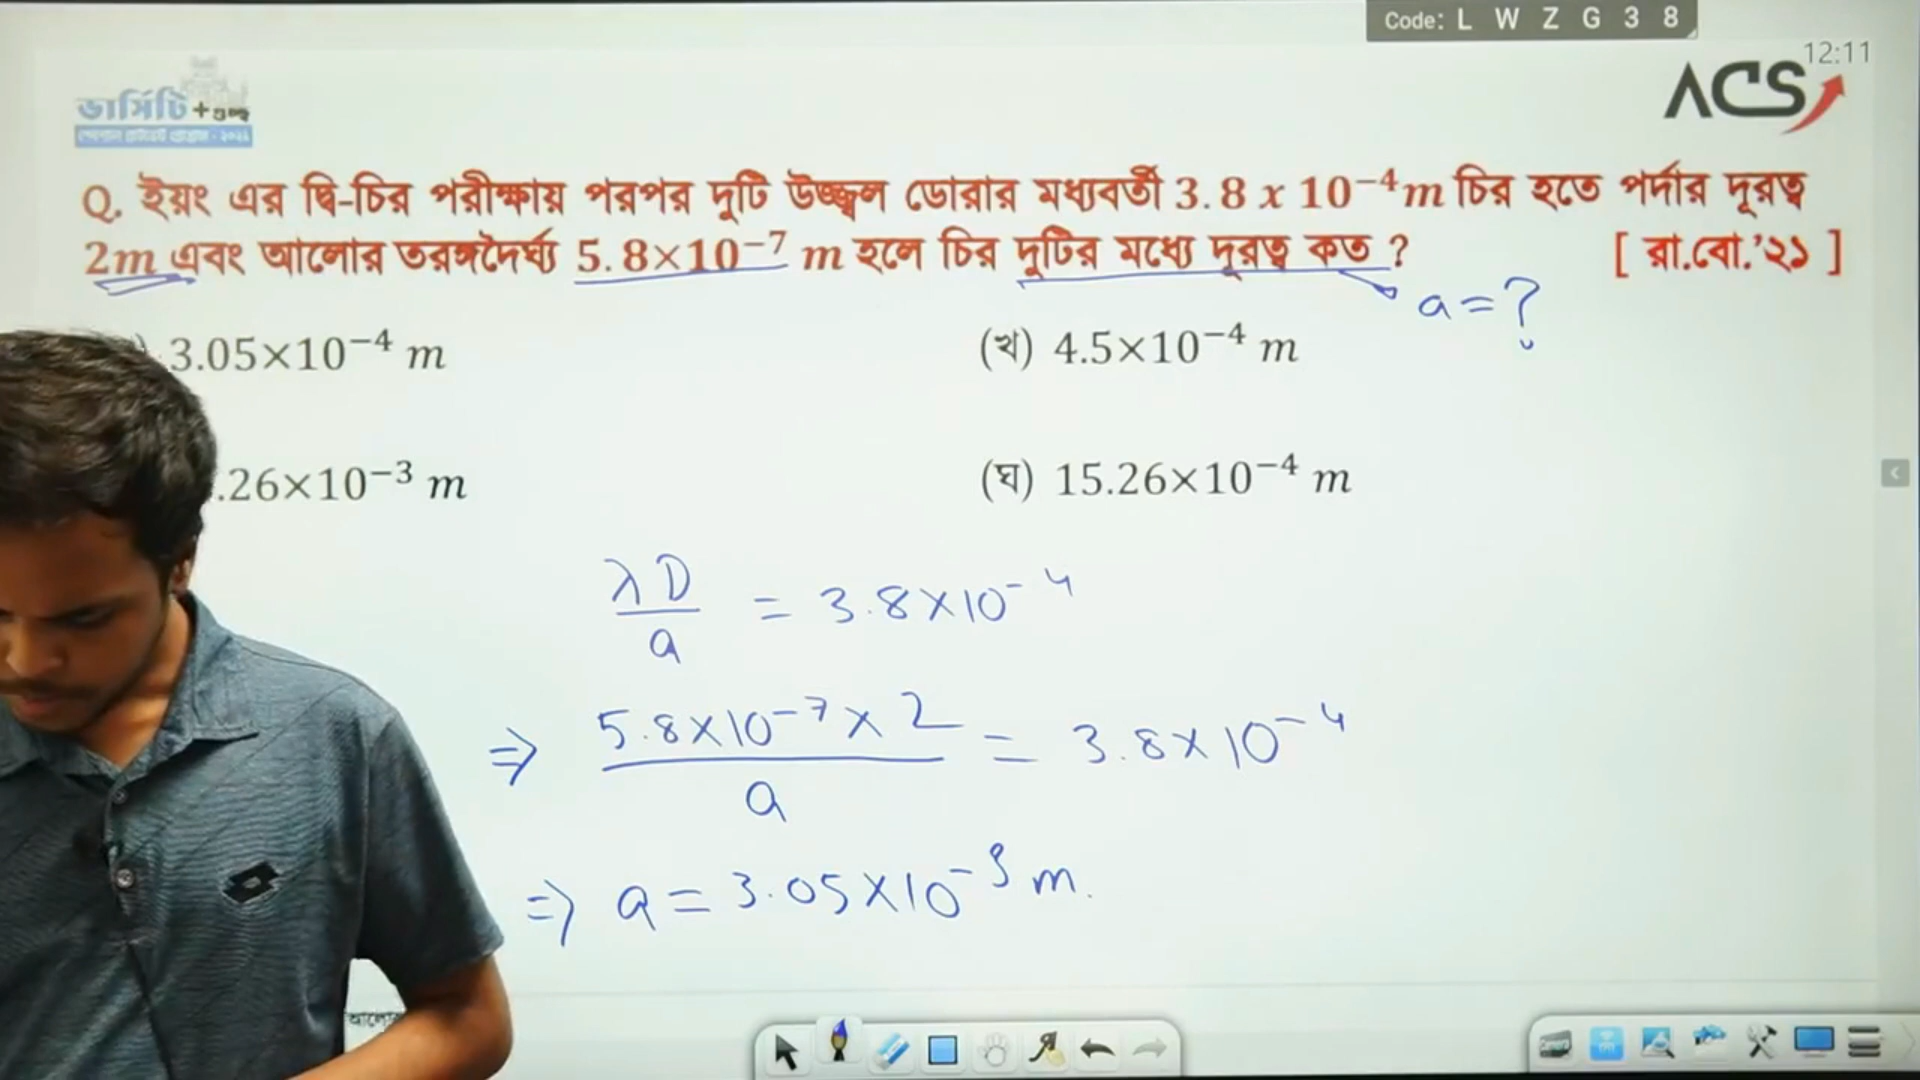 Code: L W Z G 3 8
12:11
ভার্সিটি +
ACS
Q. ইয়ং এর দ্বি-চির পরীক্ষায় পরপর দুটি উজ্জ্বল ডোরার মধ্যবর্তী 3.8 x 10⁻⁴m চির হতে পর্দার দূরত্ব
2m এবং আলোর তরঙ্গদৈর্ঘ্য 5.8×10⁻⁷ m হলে চির দুটির মধ্যে দূরত্ব কত ? [ রা.বো.'২১ ]
a = ?
3.05×10⁻⁴ m (খ) 4.5×10⁻⁴ m
.26×10⁻³ m (ঘ) 15.26×10⁻⁴ m
λD/a = 3.8×10⁻⁴
⇒ 5.8×10⁻⁷×2/a = 3.8×10⁻⁴
⇒ a = 3.05×10⁻³ m.